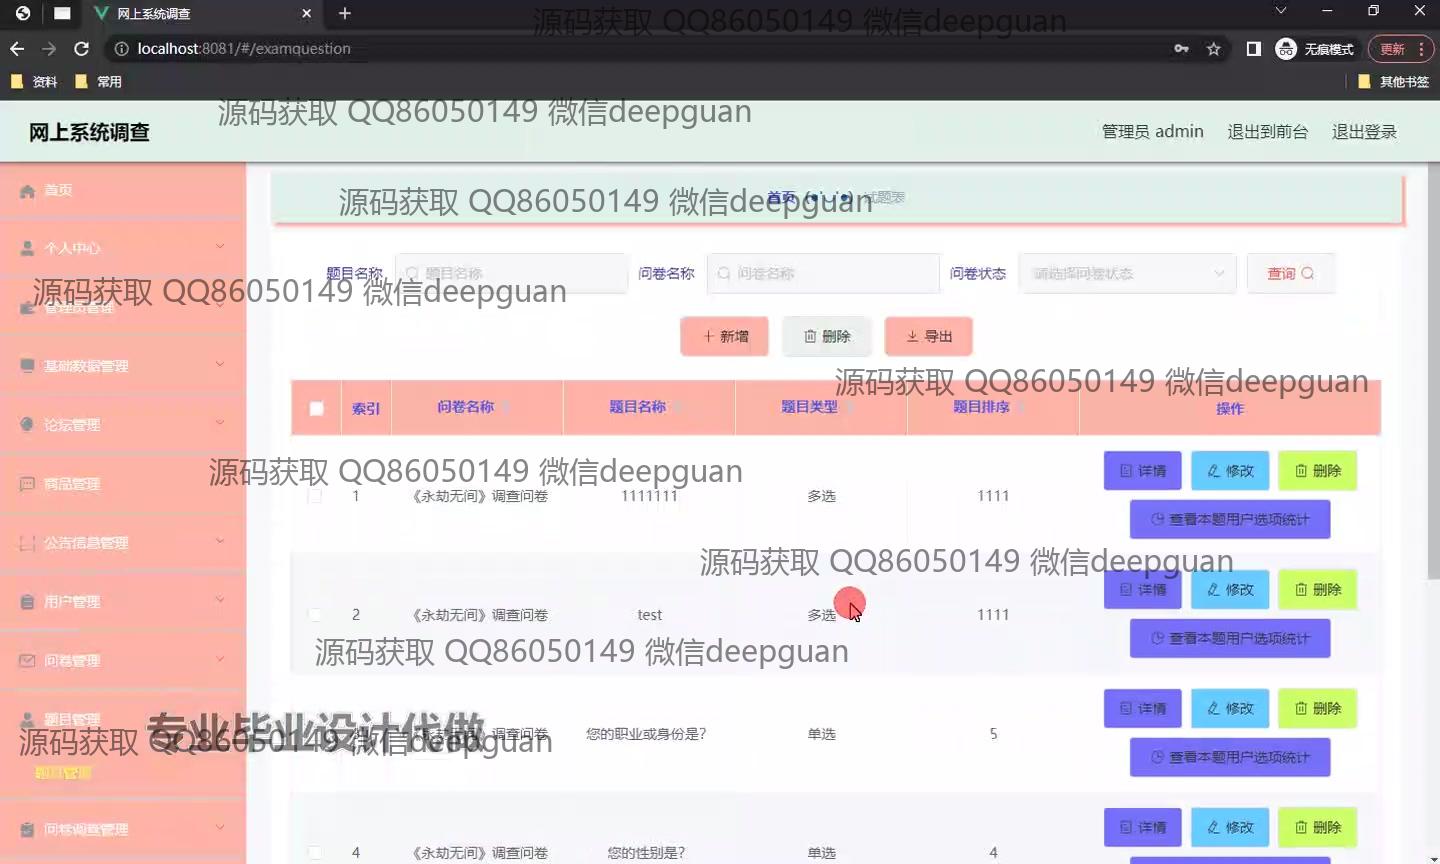 网上系统调查
源码获取 QQ86050149 微信deepguan
localhost:8081/#/examquestion
无痕模式
更新
资料
常用
其他书签
源码获取 QQ86050149 微信deepguan
网上系统调查
管理员 admin
退出到前台
退出登录
首页
源码获取 QQ86050149 微信deepguan
首页
试题表
个人中心
题目名称
题目名称
问卷名称
问卷名称
问卷状态
请选择问卷状态
查询
源码获取 QQ86050149 微信deepguan
管理员管理
新增
删除
导出
基础数据管理
源码获取 QQ86050149 微信deepguan
索引
问卷名称
题目名称
题目类型
题目排序
操作
论坛管理
源码获取 QQ86050149 微信deepguan
商品管理
1
《永劫无间》调查问卷
1111111
多选
1111
详情
修改
删除
查看本题用户选项统计
公告信息管理
源码获取 QQ86050149 微信deepguan
用户管理
2
《永劫无间》调查问卷
test
多选
1111
详情
修改
删除
查看本题用户选项统计
源码获取 QQ86050149 微信deepguan
问卷管理
题目管理
专业毕业设计代做
源码获取 QQ86050149 微信deepguan
调查问卷
您的职业或身份是?
单选
5
详情
修改
删除
查看本题用户选项统计
题目管理
问卷调查管理
4
《永劫无间》调查问卷
您的性别是?
单选
4
详情
修改
删除